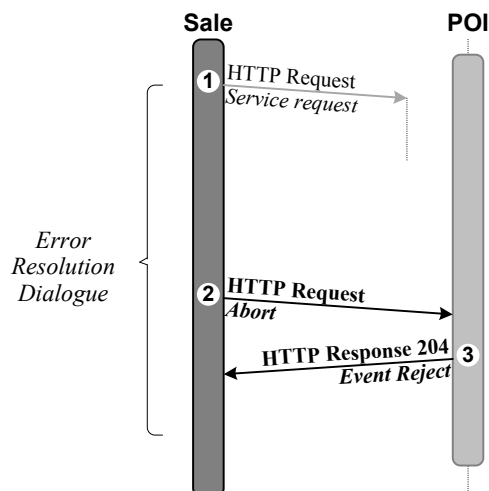 Sale
POI
1
HTTP Request
Service request
Error
Resolution
Dialogue
2
HTTP Request
Abort
HTTP Response 204
3
Event Reject